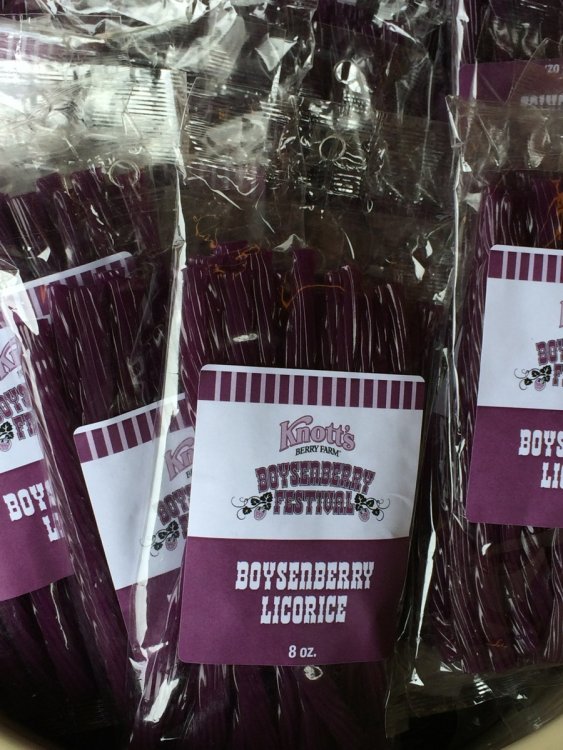 Knott's
BERRY FARM
BOYSENBERRY
FESTIVAL
BOYSENBERRY
LICORICE
8 oz.